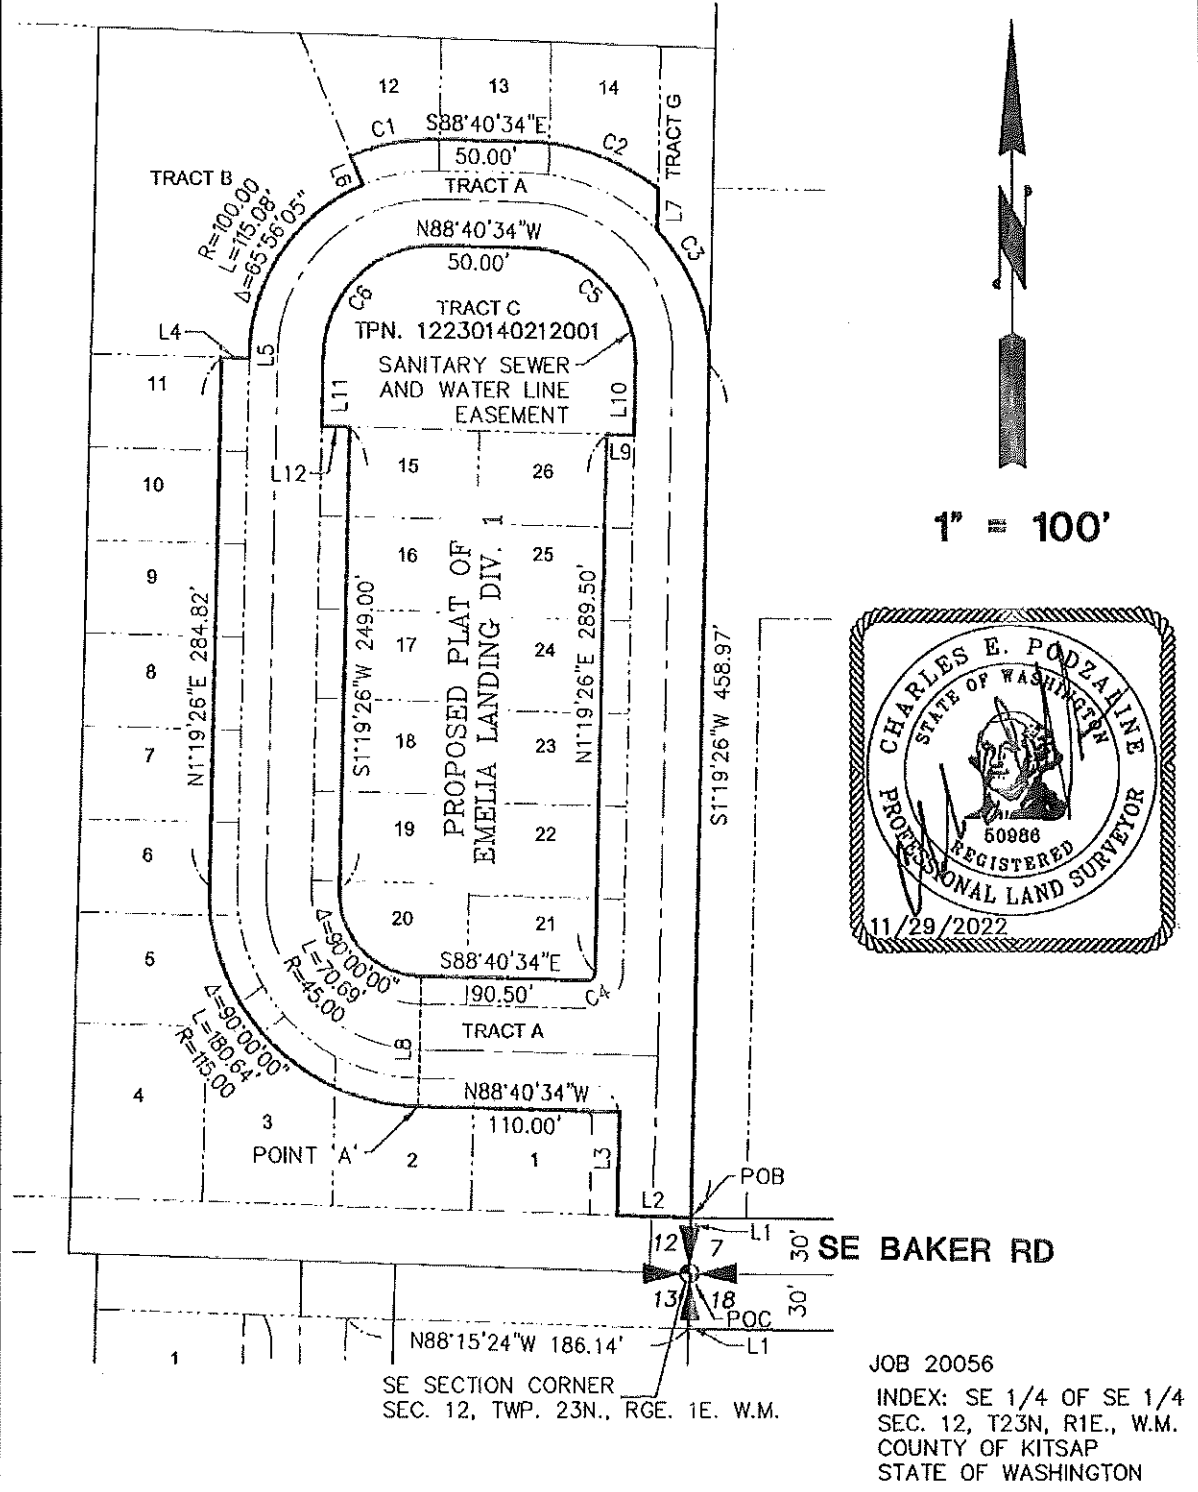 12
13
14
C1
S88°40'34"E
C2
50.00'
TRACT G
L6
TRACT B
TRACT A
L7
R=100.00
L=115.08'
Δ=65°56'05"
N88°40'34"W
50.00'
C3
C6
C5
TRACT C
TPN. 12230140212001
L4
L5
SANITARY SEWER
AND WATER LINE
EASEMENT
11
L11
L10
L9
L12
15
26
10
1" = 100'
16
25
9
N1°19'26"E 284.82'
S1°19'26"W 249.00'
PROPOSED PLAT OF
EMELIA LANDING DIV. 1
N1°19'26"E 289.50'
S1°19'26"W 458.97'
17
24
8
18
23
7
19
22
6
CHARLES E. PODZALINE
STATE OF WASHINGTON
50986
REGISTERED
PROFESSIONAL LAND SURVEYOR
11/29/2022
20
21
5
Δ=90°00'00"
L=70.69'
R=45.00
S88°40'34"E
90.50'
C4
TRACT A
L8
Δ=90°00'00"
L=180.64'
R=115.00
N88°40'34"W
110.00'
4
3
POINT 'A'
2
1
L3
L2
POB
L1
12
7
30'
SE BAKER RD
13
18
30'
POC
N88°15'24"W 186.14'
L1
1
SE SECTION CORNER
SEC. 12, TWP. 23N., RGE. 1E. W.M.
JOB 20056
INDEX: SE 1/4 OF SE 1/4
SEC. 12, T23N, R1E., W.M.
COUNTY OF KITSAP
STATE OF WASHINGTON